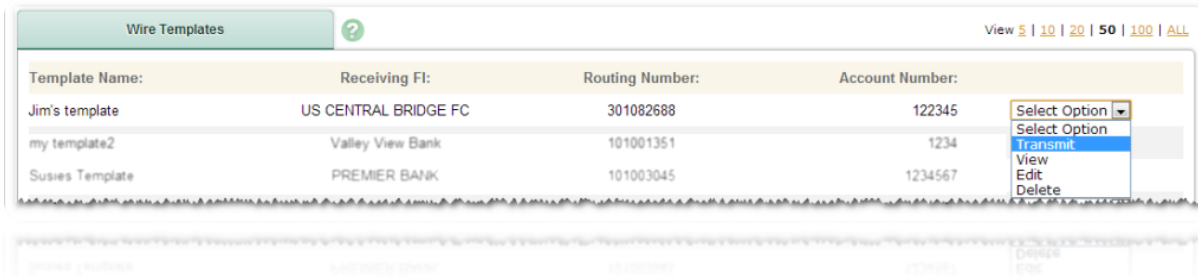 Wire Templates ? View 5 | 10 | 20 | 50 | 100 | ALL
Template Name: Receiving FI: Routing Number: Account Number:
Jim's template US CENTRAL BRIDGE FC 301082688 122345 Select Option
Select Option
my template2 Valley View Bank 101001351 1234 Transmit
View
Susies Template PREMIER BANK 101003045 1234567 Edit
Delete